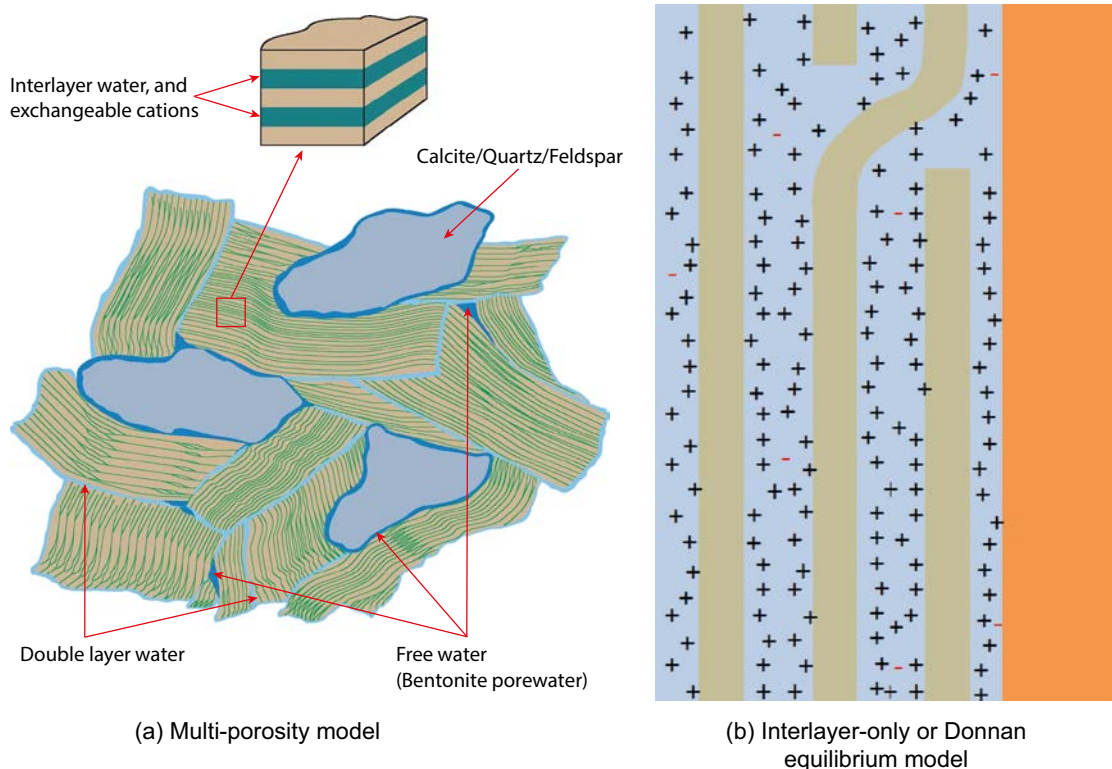 Interlayer water, and
exchangeable cations
Calcite/Quartz/Feldspar
Double layer water
Free water
(Bentonite porewater)
(a) Multi-porosity model
(b) Interlayer-only or Donnan
equilibrium model